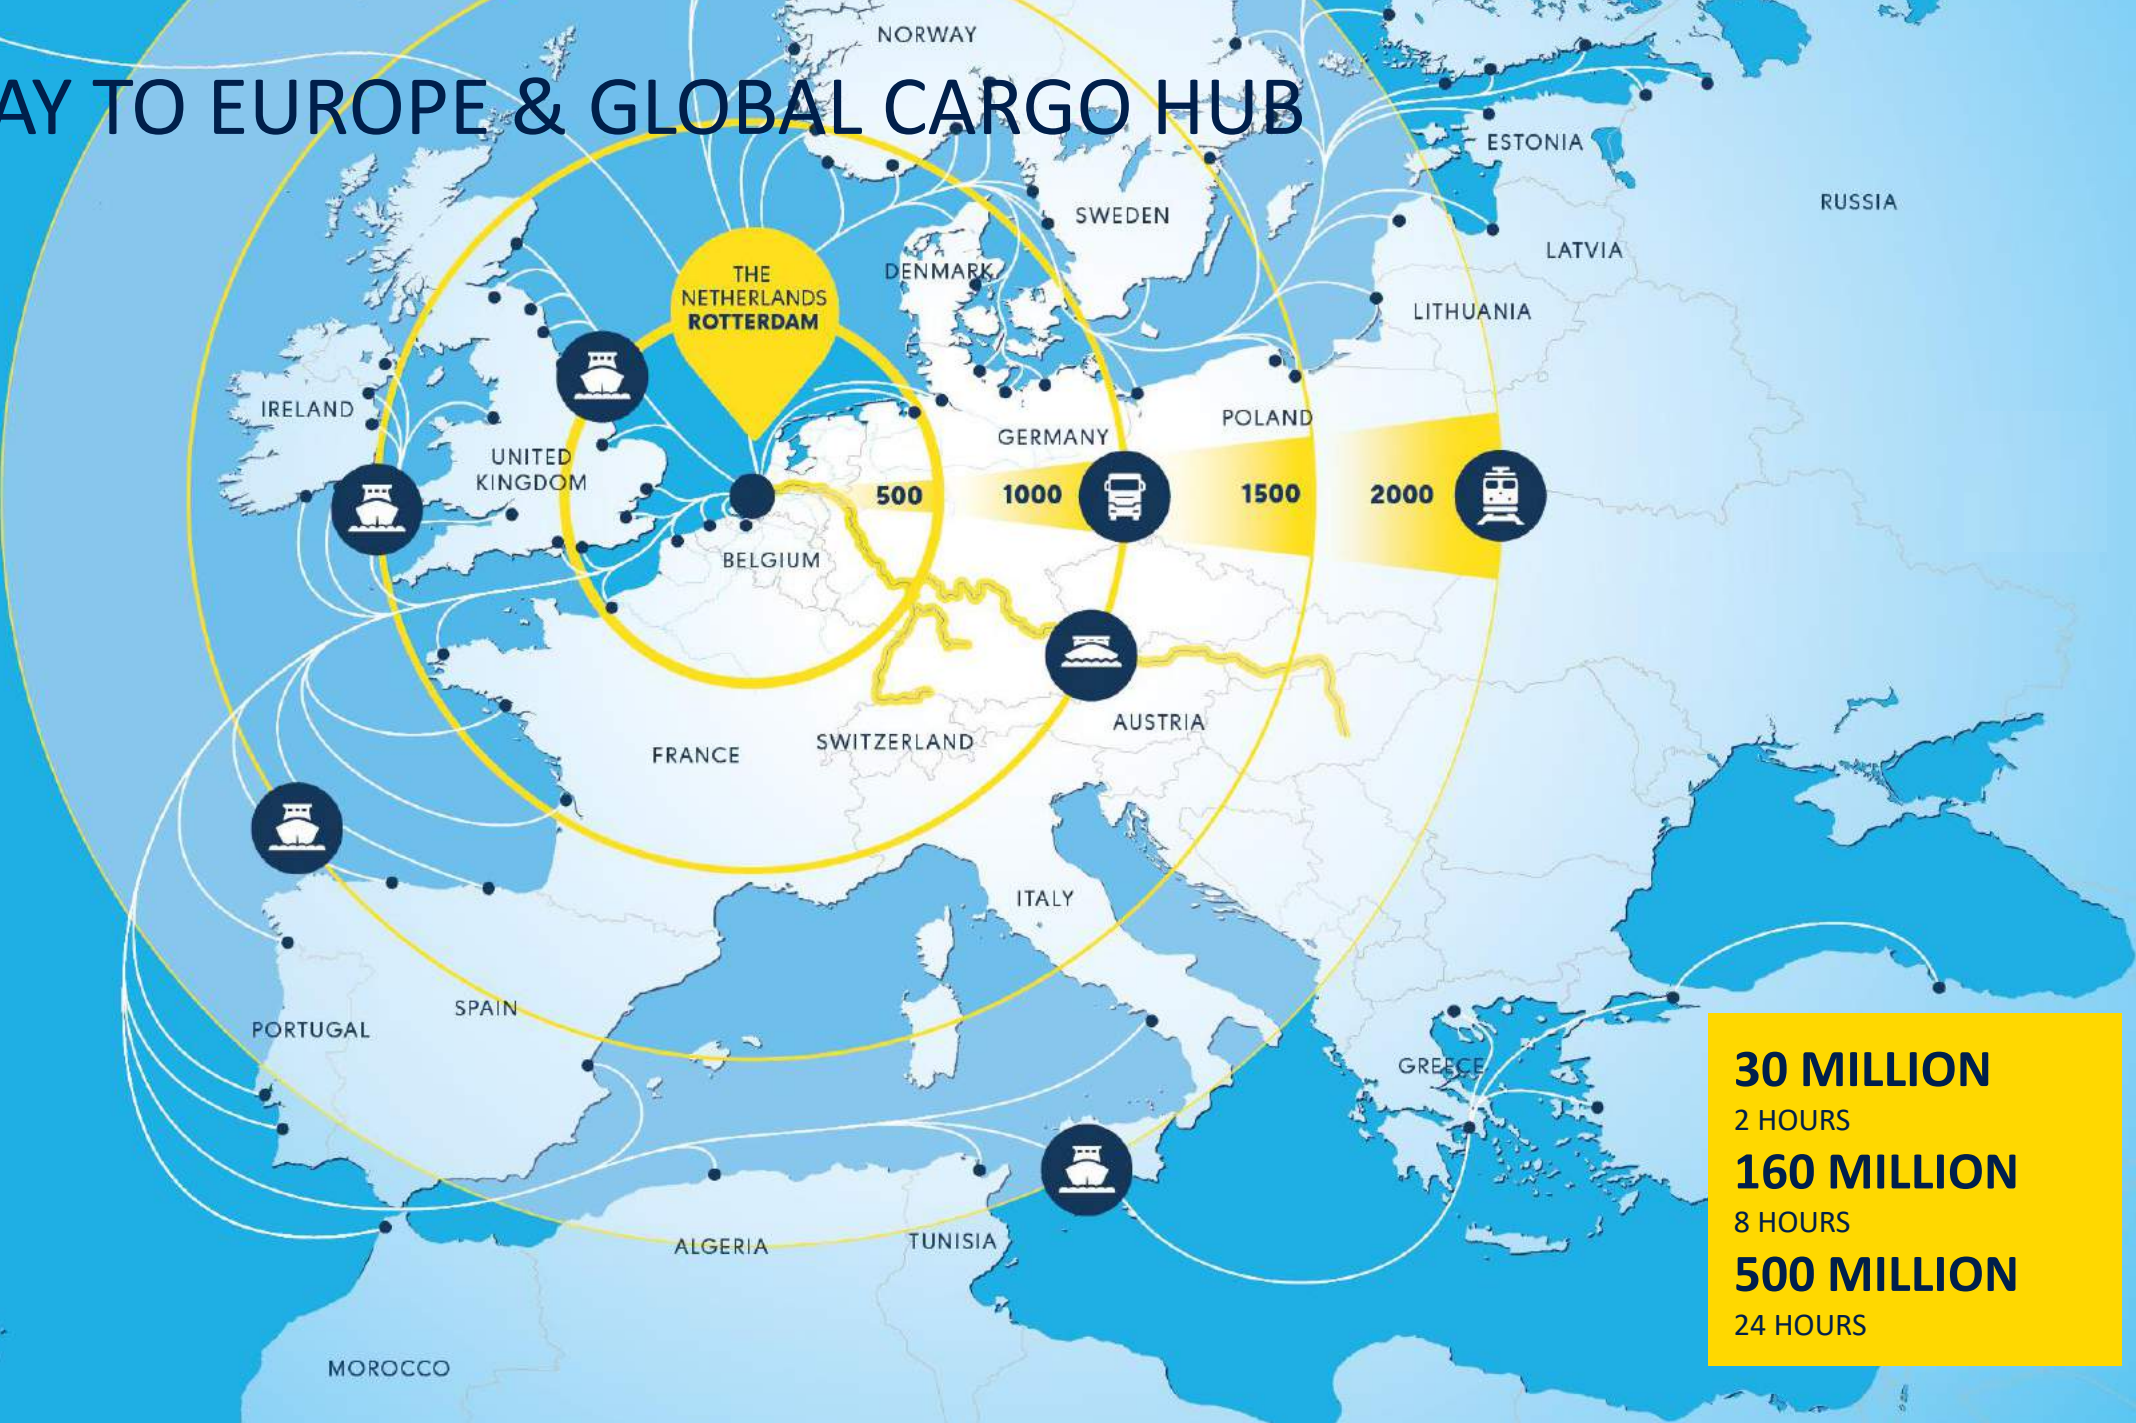 NORWAY
AY TO EUROPE & GLOBAL CARGO HUB
ESTONIA
RUSSIA
SWEDEN
LATVIA
THE
NETHERLANDS
ROTTERDAM
DENMARK
LITHUANIA
IRELAND
POLAND
GERMANY
UNITED
KINGDOM
500
1000
1500
2000
BELGIUM
AUSTRIA
SWITZERLAND
FRANCE
ITALY
SPAIN
PORTUGAL
GREECE
ALGERIA
TUNISIA
MOROCCO
30 MILLION
2 HOURS
160 MILLION
8 HOURS
500 MILLION
24 HOURS